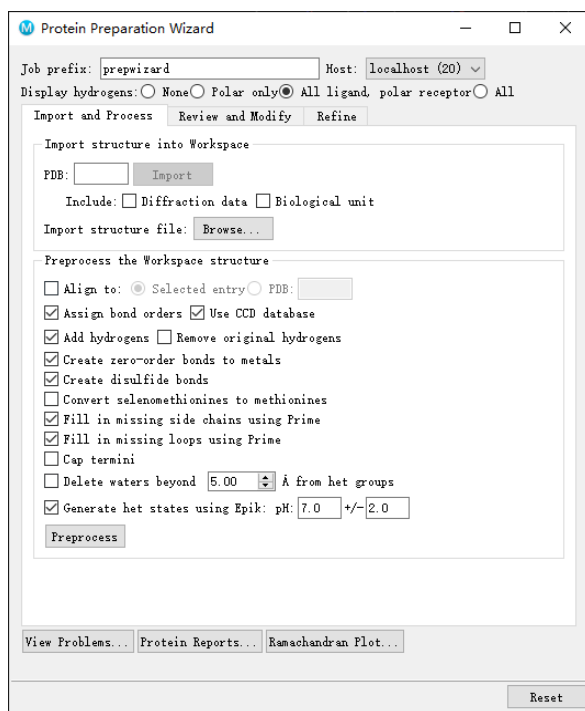 M Protein Preparation Wizard
Job prefix: prepwizard Host: localhost (20)
Display hydrogens: None Polar only All ligand, polar receptor All
Import and Process Review and Modify Refine
Import structure into Workspace
PDB: Import
Include: Diffraction data Biological unit
Import structure file: Browse...
Preprocess the Workspace structure
Align to: Selected entry PDB:
Assign bond orders Use CCD database
Add hydrogens Remove original hydrogens
Create zero-order bonds to metals
Create disulfide bonds
Convert selenomethionines to methionines
Fill in missing side chains using Prime
Fill in missing loops using Prime
Cap termini
Delete waters beyond 5.00 Å from het groups
Generate het states using Epik: pH: 7.0 +/- 2.0
Preprocess
View Problems... Protein Reports... Ramachandran Plot...
Reset